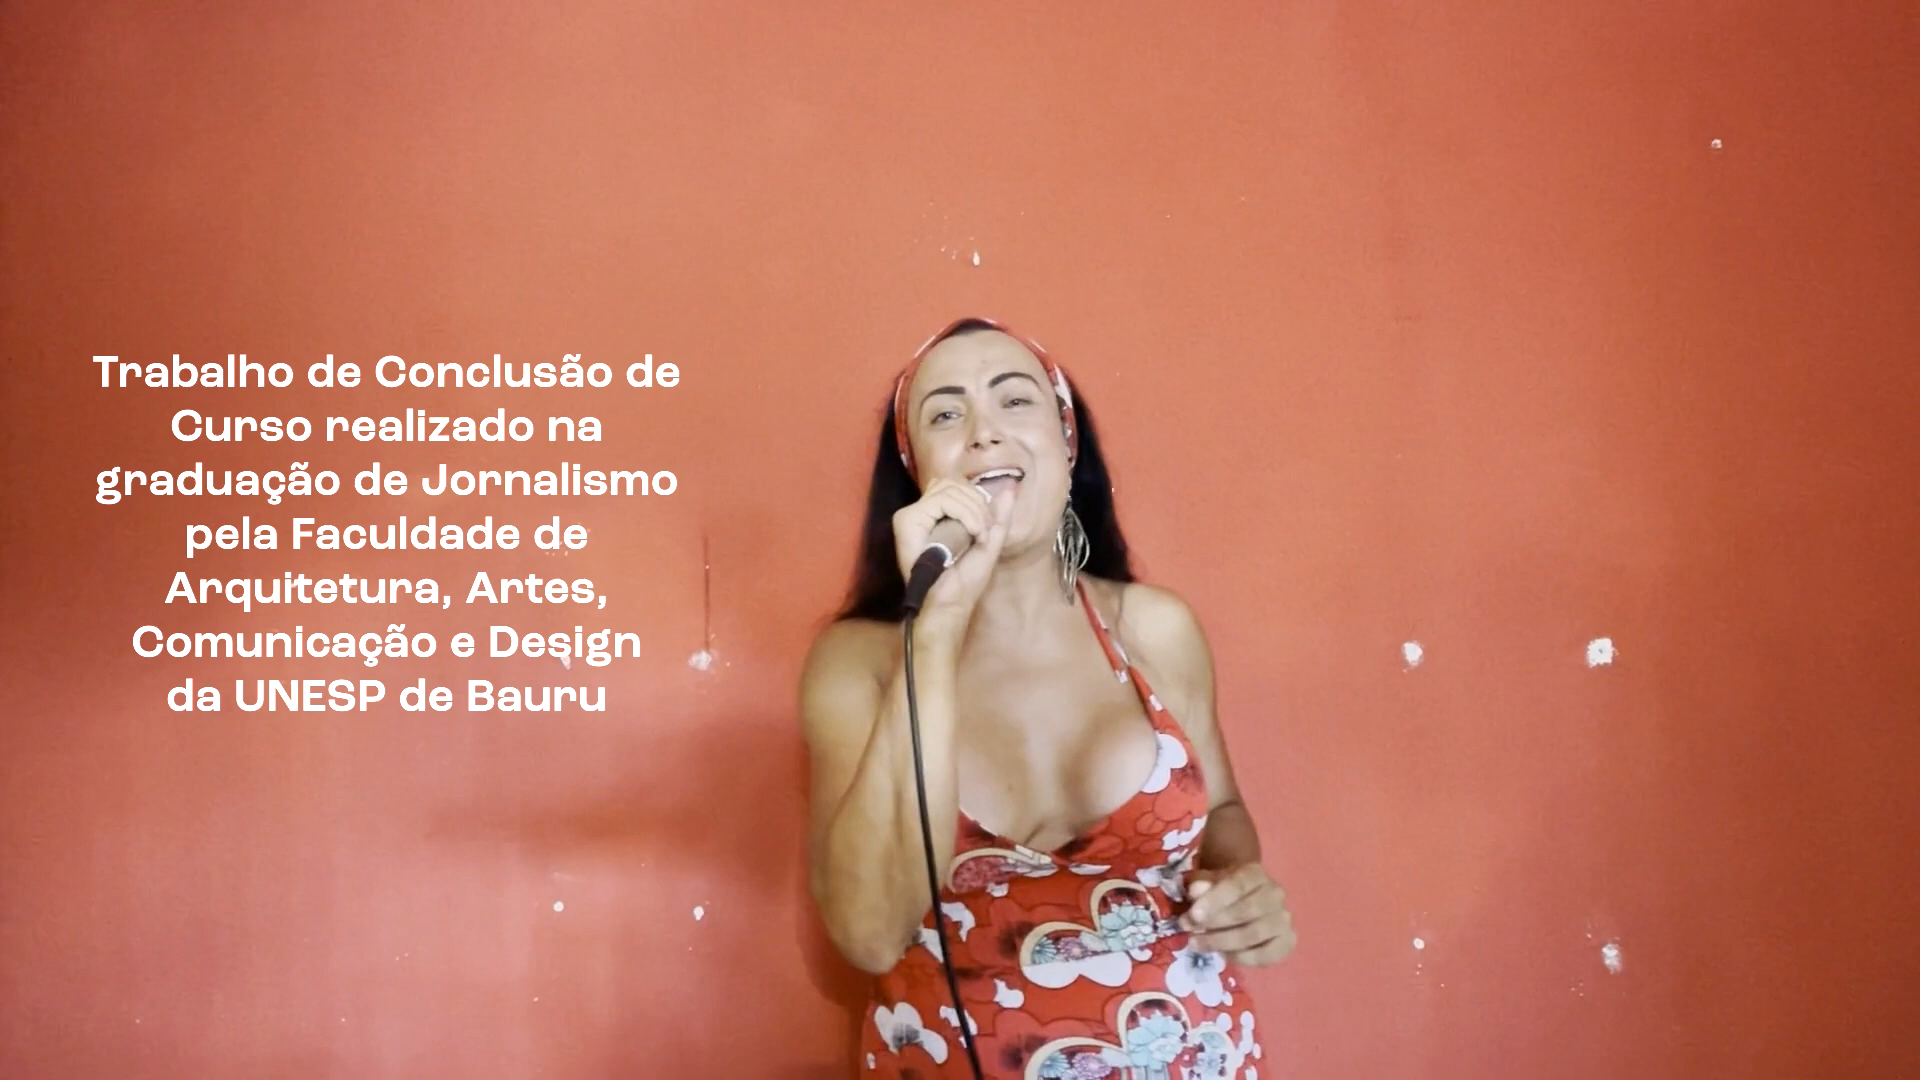 Trabalho de Conclusão de
Curso realizado na
graduação de Jornalismo
pela Faculdade de
Arquitetura, Artes,
Comunicação e Design
da UNESP de Bauru